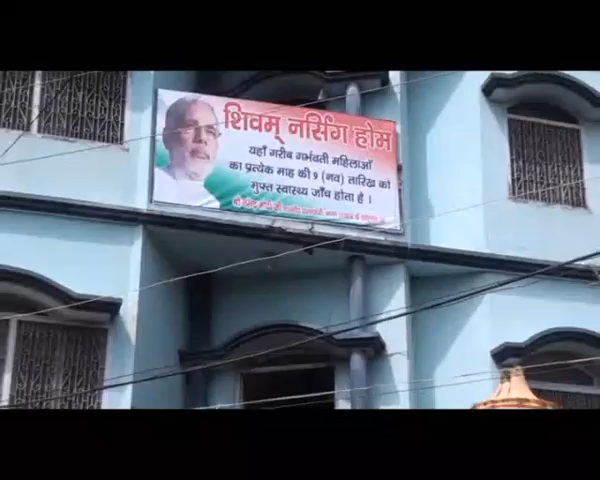 शिवम् नर्सिंग होम
यहाँ गरीब गर्भवती महिलाओं
का प्रत्येक माह की 9 (नव) तारिख को
मुफ्त स्वास्थ्य जाँच होता है ।